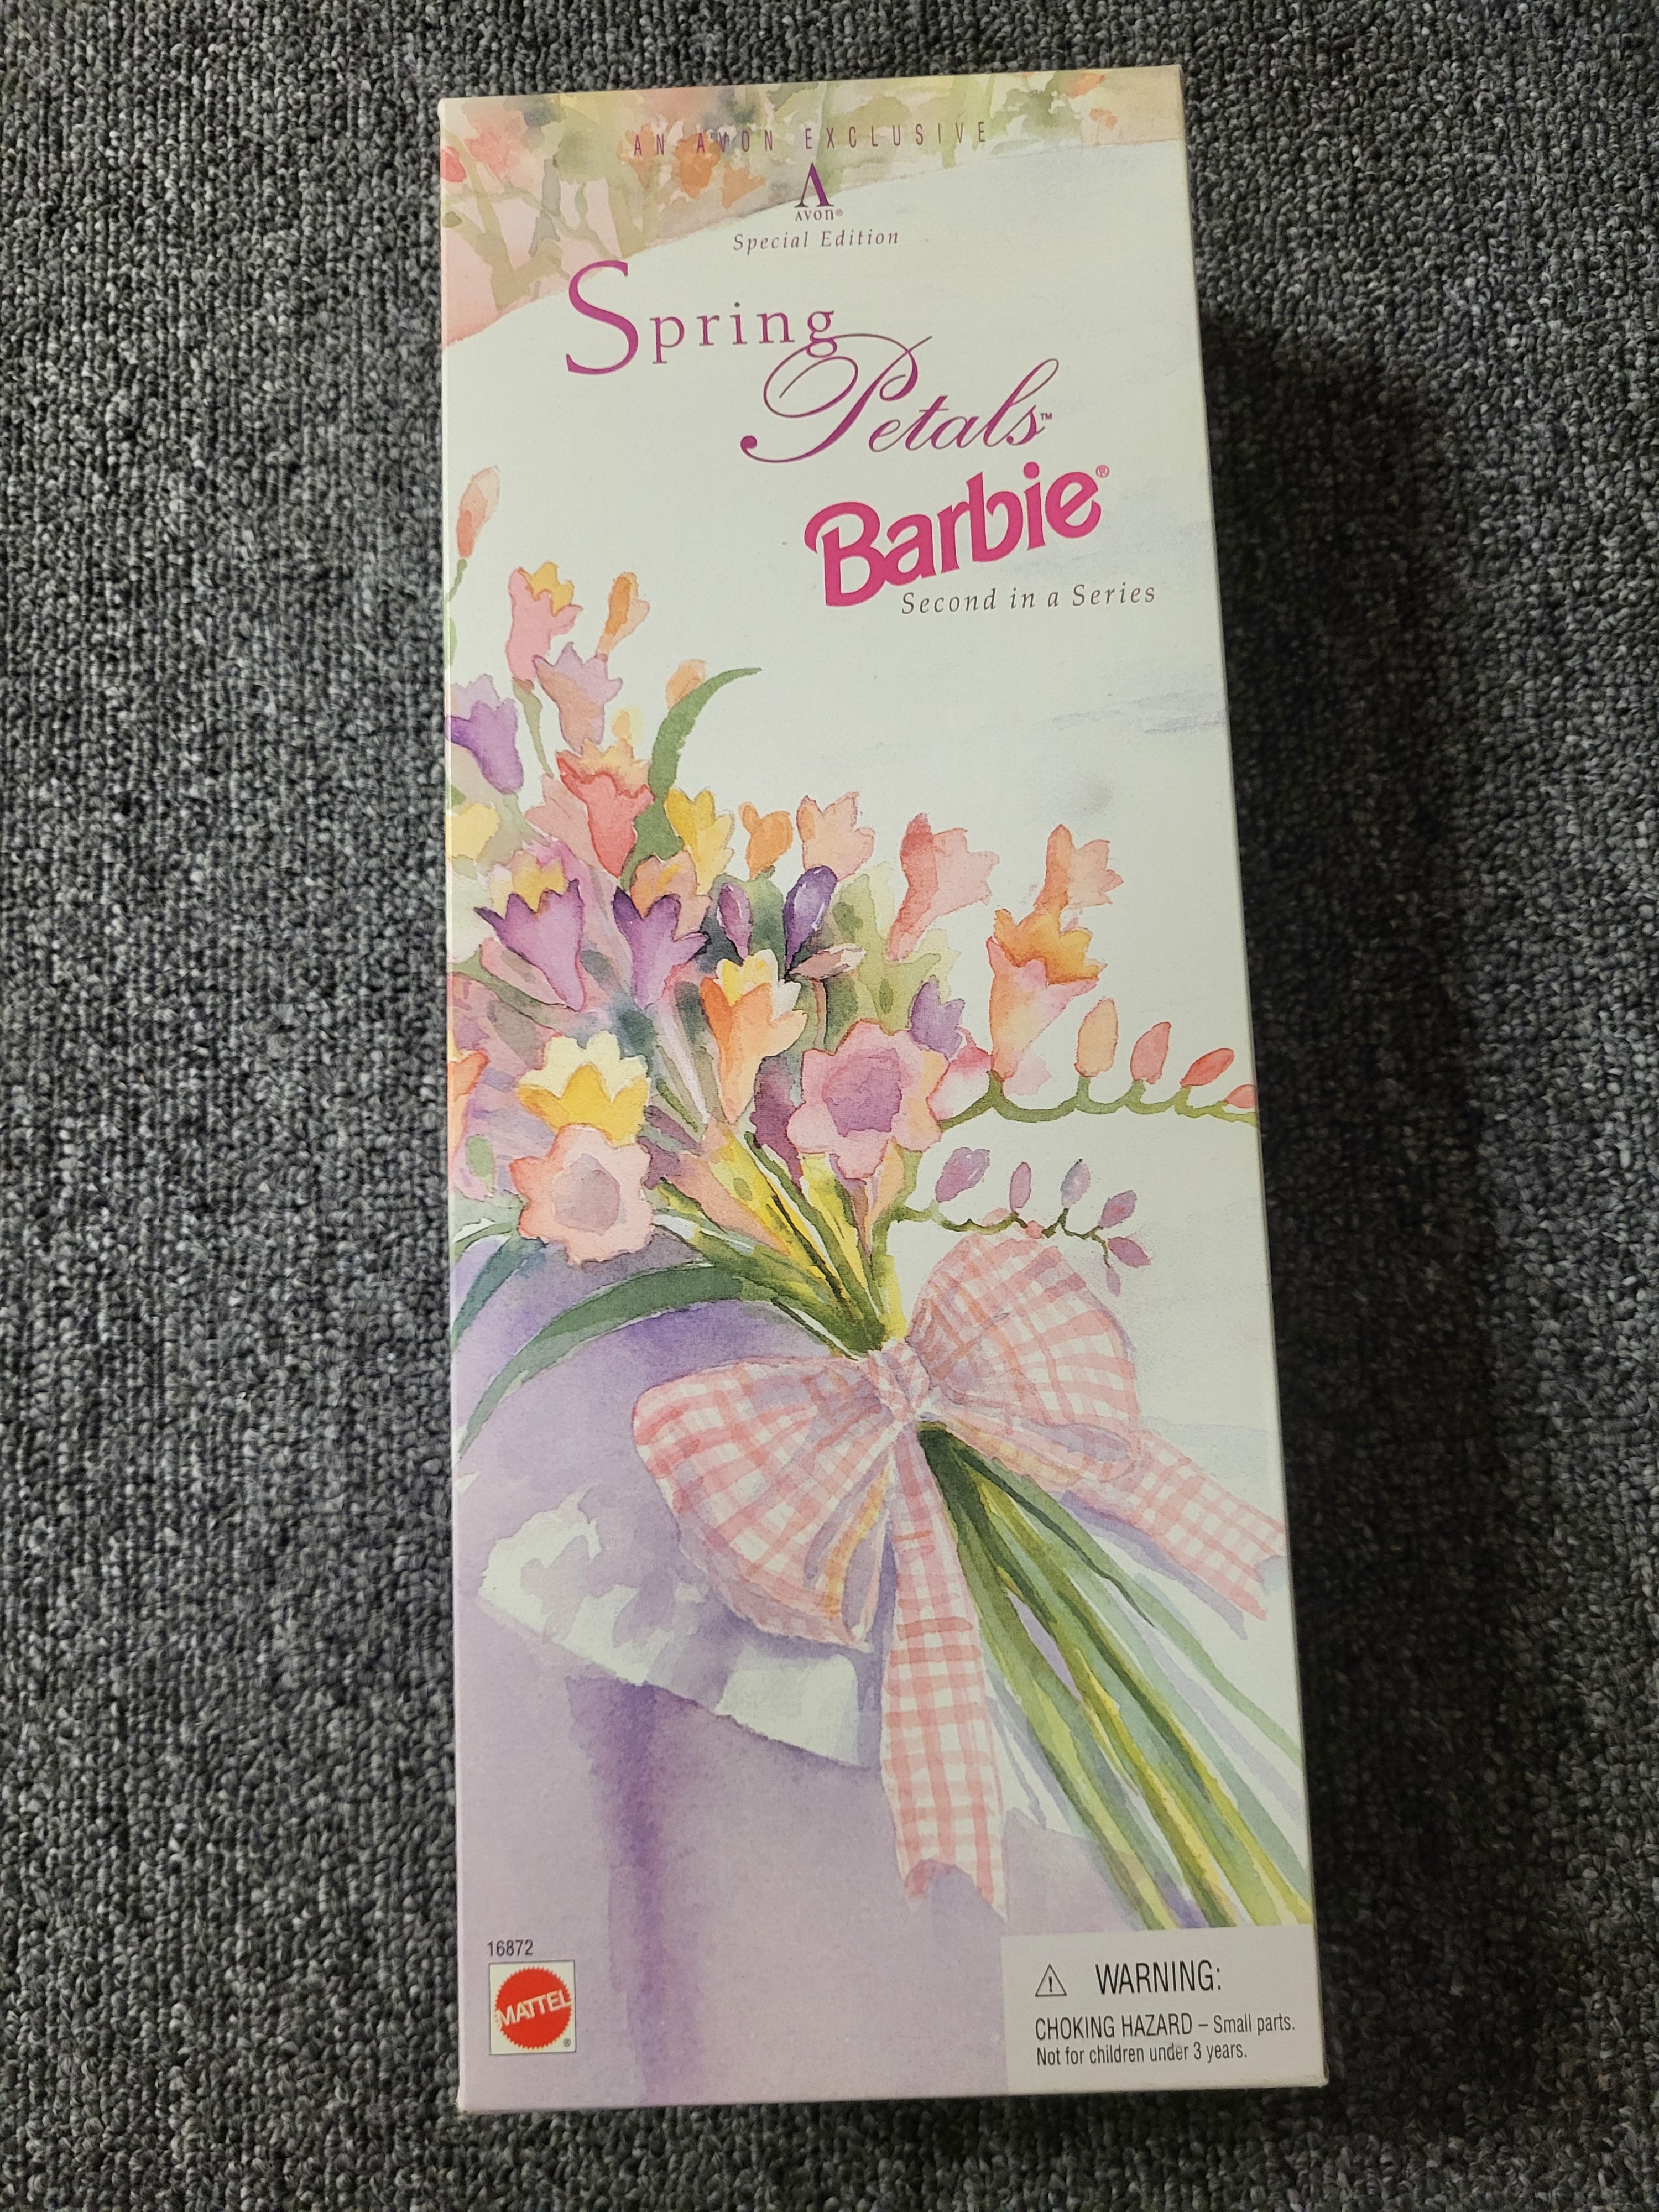 AN AVON EXCLUSIVE
A
AVON®
Special Edition
Spring
Petals™
Barbie®
Second in a Series
16872
MATTEL
®
⚠ WARNING:
CHOKING HAZARD – Small parts.
Not for children under 3 years.